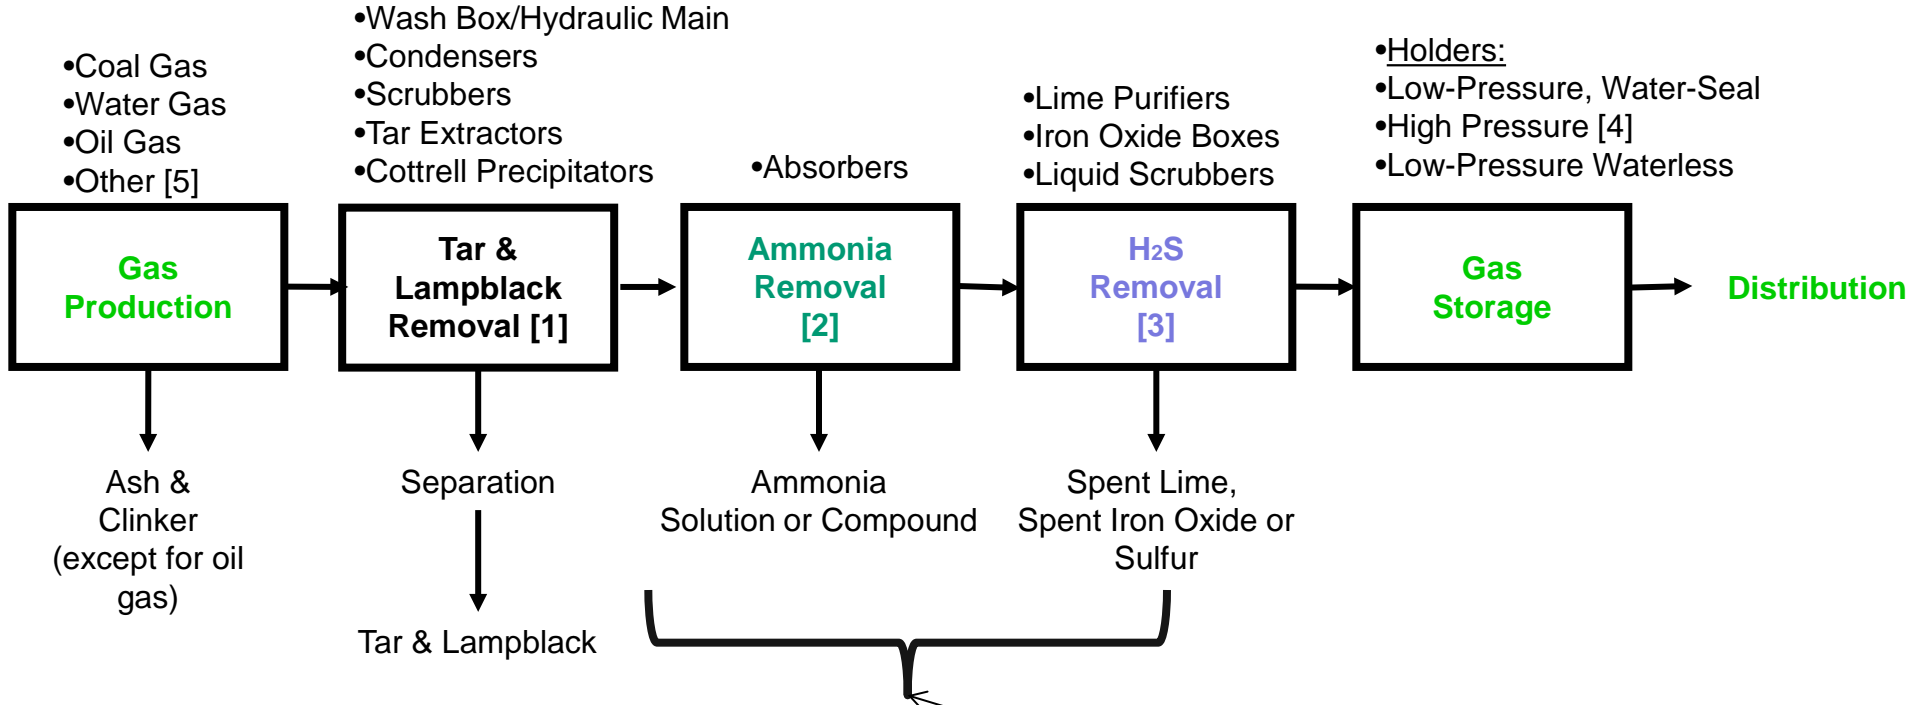 •Coal Gas
•Water Gas
•Oil Gas
•Other [5]
•Wash Box/Hydraulic Main
•Condensers
•Scrubbers
•Tar Extractors
•Cottrell Precipitators
•Absorbers
•Lime Purifiers
•Iron Oxide Boxes
•Liquid Scrubbers
•Holders:
•Low-Pressure, Water-Seal
•High Pressure [4]
•Low-Pressure Waterless
Gas
Production
Tar &
Lampblack
Removal [1]
Ammonia
Removal
[2]
H2S
Removal
[3]
Gas
Storage
Distribution
Ash &
Clinker
(except for oil
gas)
Separation
Tar & Lampblack
Ammonia
Solution or Compound
Spent Lime,
Spent Iron Oxide or
Sulfur